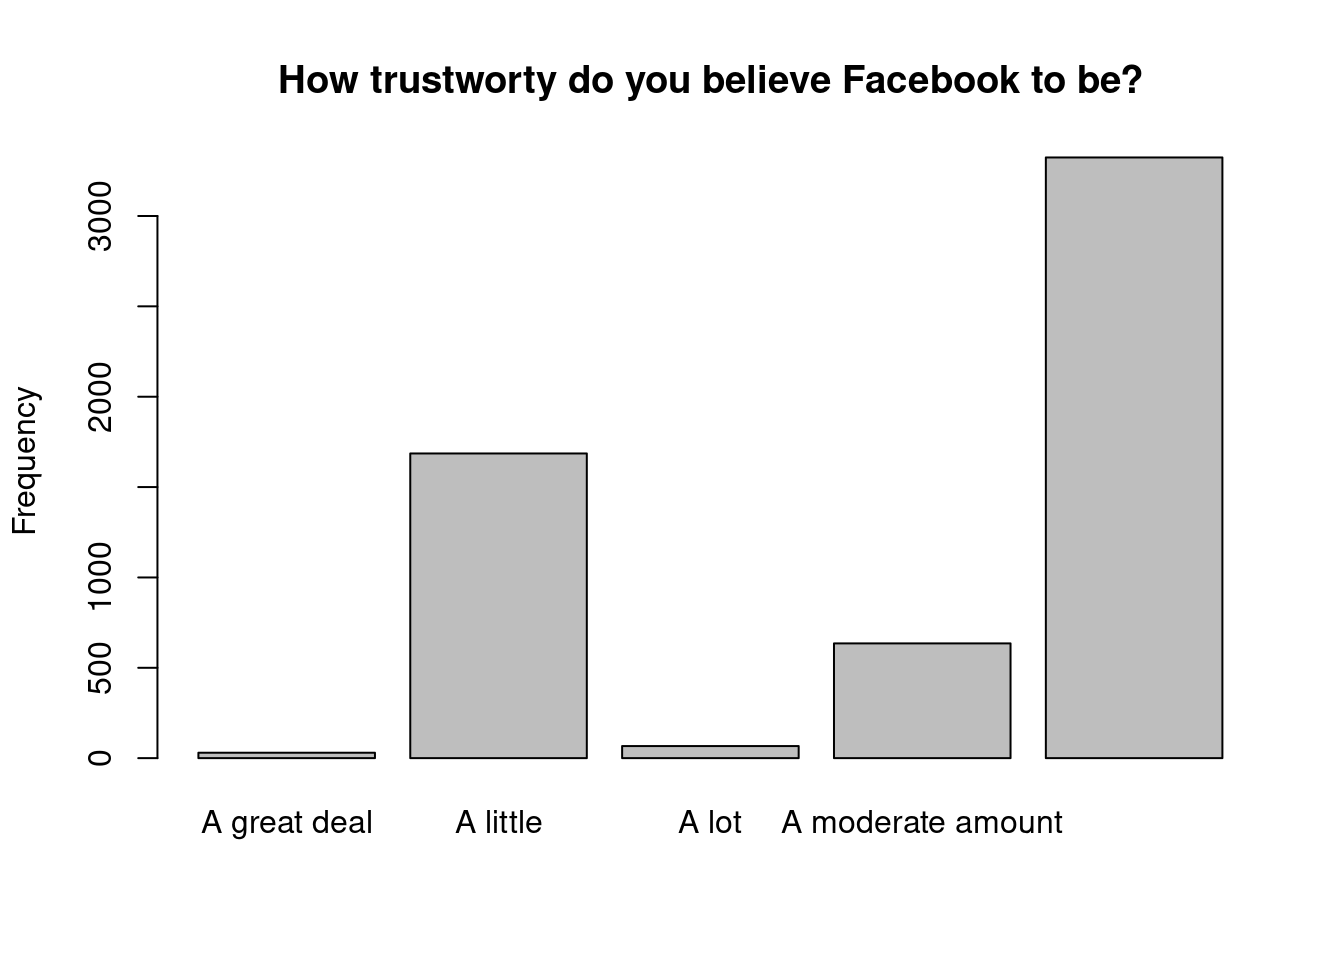 How trustworty do you believe Facebook to be?
Frequency
3000
2000
1000
500
0
A great deal
A little
A lot
A moderate amount